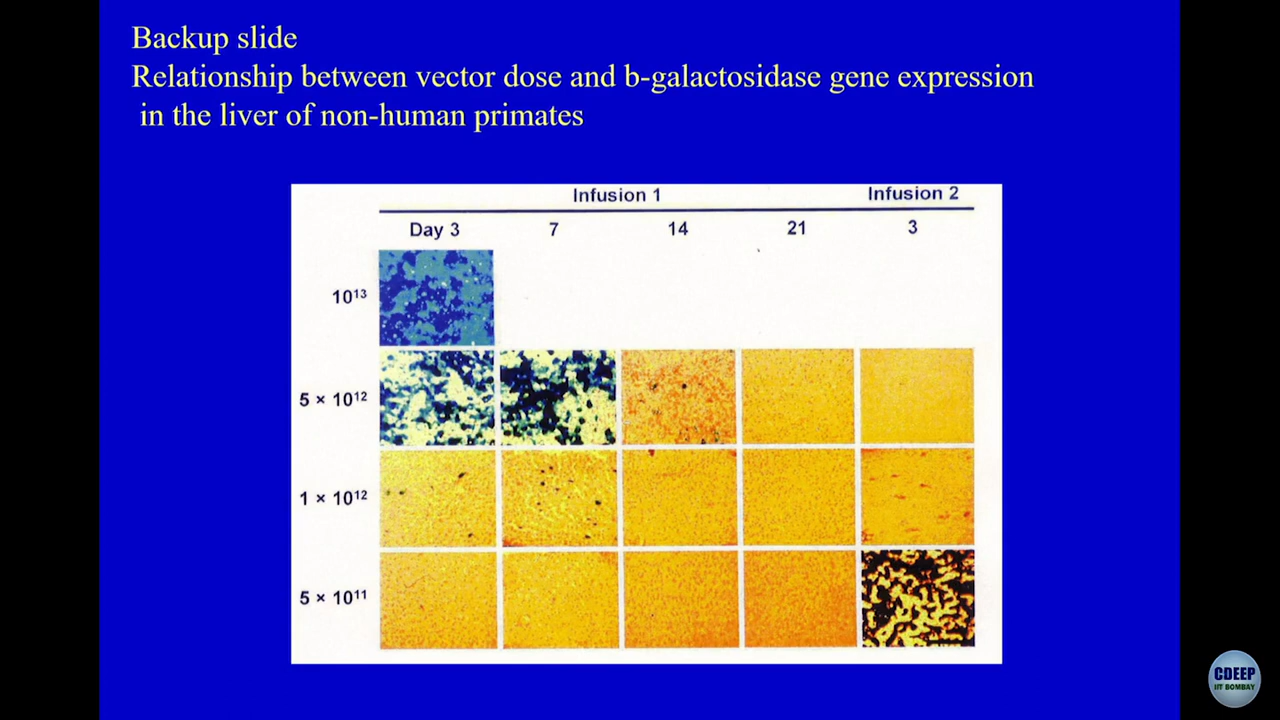 Backup slide
Relationship between vector dose and b-galactosidase gene expression
in the liver of non-human primates
Infusion 1 Infusion 2
Day 3 7 14 21 3
10¹³
5 × 10¹²
1 × 10¹²
5 × 10¹¹
CDEEP
IIT BOMBAY